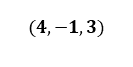 (4, −1, 3)